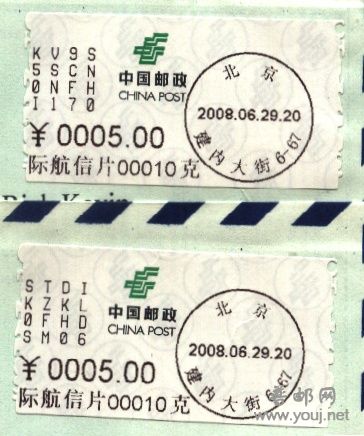 KV9S
5SCN
0NFH
I170
中国邮政
CHINA POST
¥0005.00
际航信片00010克
北京
2008.06.29.20
建内大街6-67
STDI
KZKL
0FHD
SM06
中国邮政
CHINA POST
¥0005.00
际航信片00010克
北京
2008.06.29.20
建内大街6-67
邮网
www.youj.net